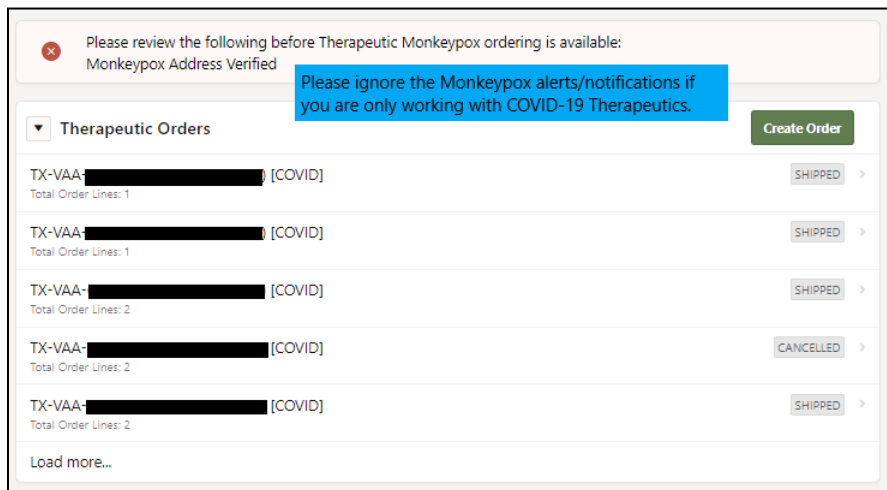 Please review the following before Therapeutic Monkeypox ordering is available:
Monkeypox Address Verified
Please ignore the Monkeypox alerts/notifications if
you are only working with COVID-19 Therapeutics.
Therapeutic Orders
Create Order
TX-VAA- ) [COVID]
SHIPPED
Total Order Lines: 1
TX-VAA- ) [COVID]
SHIPPED
Total Order Lines: 1
TX-VAA- [COVID]
SHIPPED
Total Order Lines: 2
TX-VAA- [COVID]
CANCELLED
Total Order Lines: 2
TX-VAA- [COVID]
SHIPPED
Total Order Lines: 2
Load more...